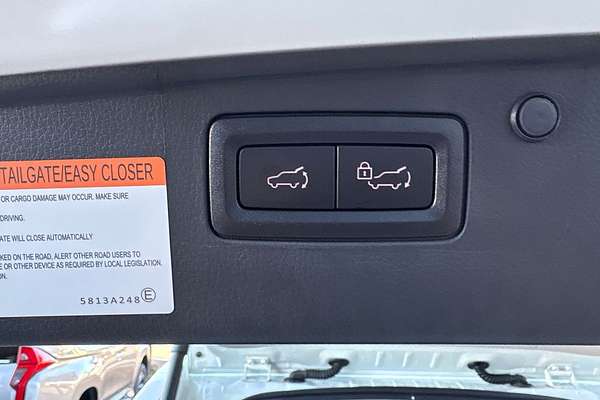 TAILGATE/EASY CLOSER
OR CARGO DAMAGE MAY OCCUR. MAKE SURE
DRIVING.
ATE WILL CLOSE AUTOMATICALLY
KED ON THE ROAD, ALERT OTHER ROAD USERS TO
E OR OTHER DEVICE AS REQUIRED BY LOCAL LEGISLATION.
ON.
5813A248 E